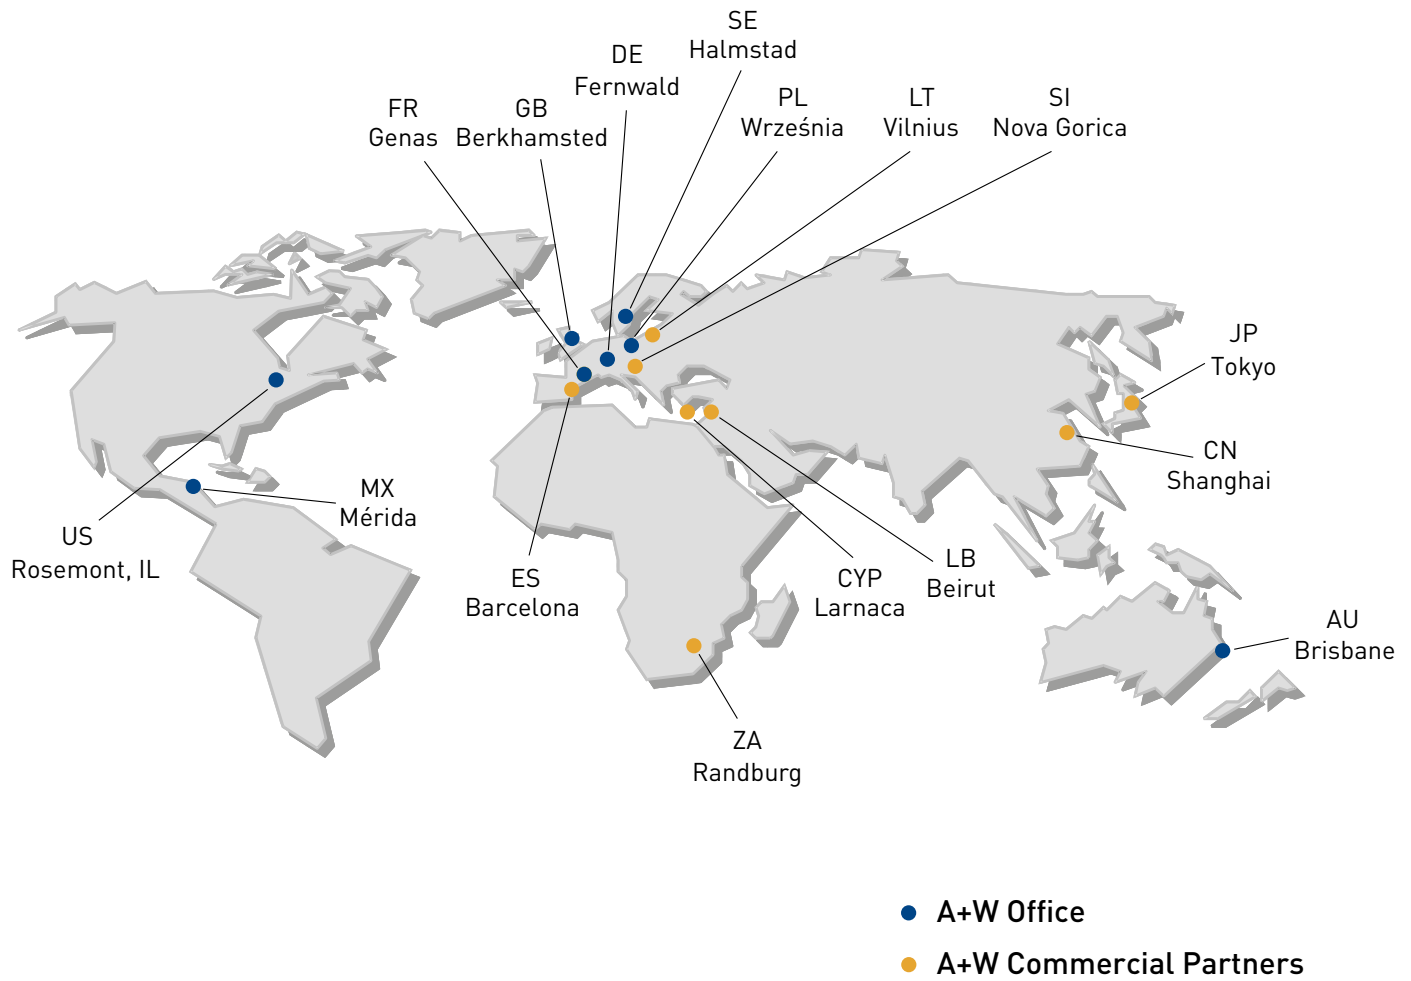 SE
Halmstad
DE
Fernwald
FR
Genas
GB
Berkhamsted
PL
Września
LT
Vilnius
SI
Nova Gorica
JP
Tokyo
CN
Shanghai
MX
Mérida
US
Rosemont, IL
ES
Barcelona
CYP
Larnaca
LB
Beirut
AU
Brisbane
ZA
Randburg
A+W Office
A+W Commercial Partners